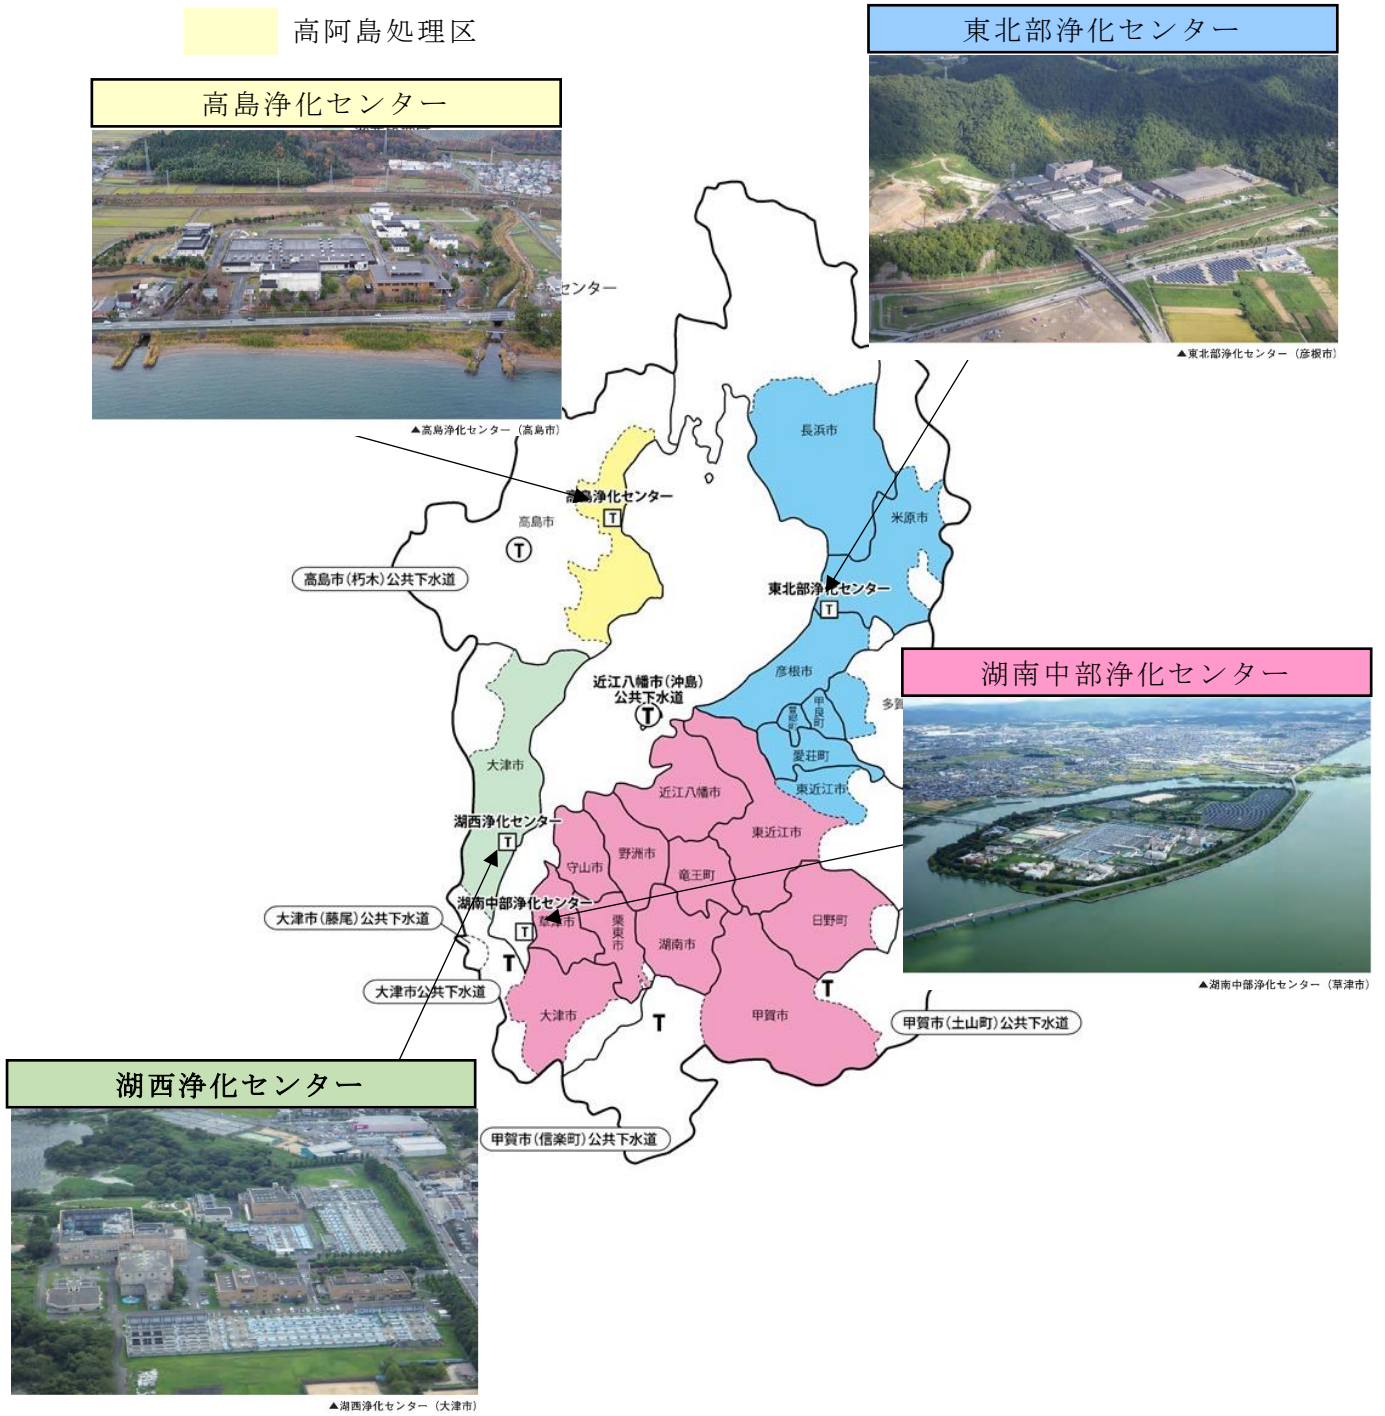 高阿島処理区
東北部浄化センター
高島浄化センター
センター
▲東北部浄化センター（彦根市）
▲高島浄化センター（高島市）
長浜市
高島浄化センター
T
高島市
T
米原市
高島市(朽木)公共下水道
東北部浄化センター
T
湖南中部浄化センター
彦根市
近江八幡市(沖島)
公共下水道
T
甲良町
多賀
大津市
愛荘町
東近江市
近江八幡市
湖西浄化センター
T
東近江市
守山市
野洲市
竜王町
湖南中部浄化センター
大津市(藤尾)公共下水道
草津市
T
栗東市
湖南市
日野町
T
大津市公共下水道
T
▲湖南中部浄化センター（草津市）
大津市
T
甲賀市
甲賀市(土山町)公共下水道
湖西浄化センター
甲賀市(信楽町)公共下水道
▲湖西浄化センター（大津市）